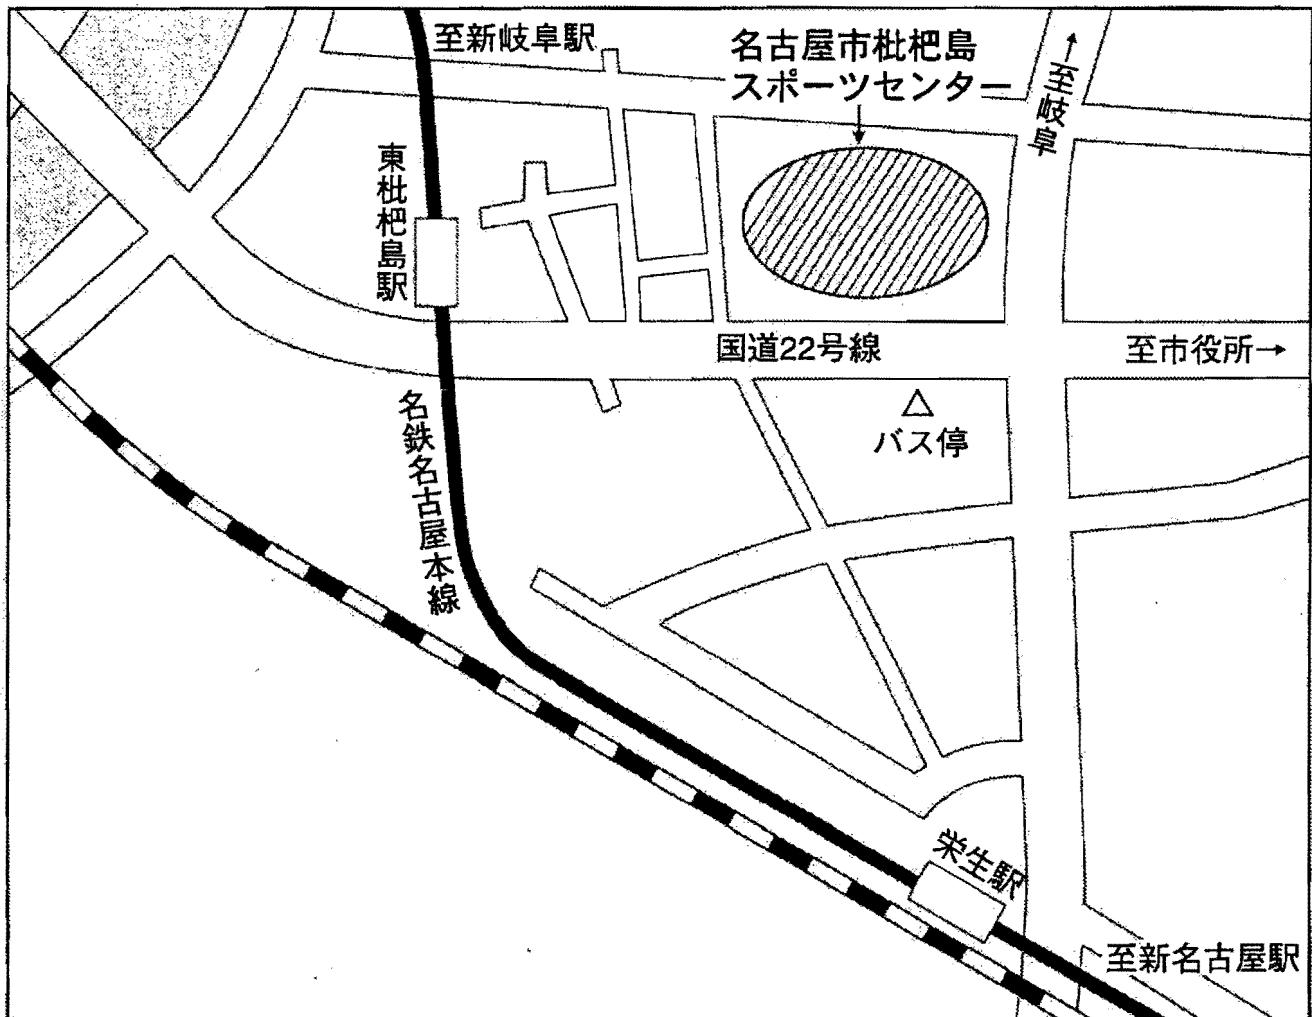 至新岐阜駅
名古屋市枇杷島
スポーツセンター
↑至岐阜
東枇杷島駅
国道22号線
至市役所→
△
バス停
名鉄名古屋本線
栄生駅
至新名古屋駅